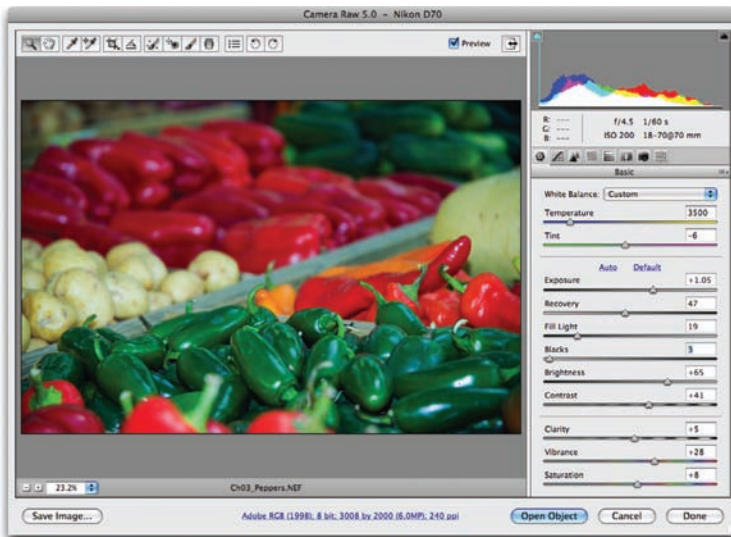 Camera Raw 5.0 - Nikon D70
Preview
R: ---
G: ---
B: ---
f/4.5 1/60 s
ISO 200 18-70@70 mm
Basic
White Balance: Custom
Temperature 3500
Tint -6
Auto Default
Exposure +1.05
Recovery 47
Fill Light 19
Blacks 3
Brightness +65
Contrast +41
Clarity +5
Vibrance +28
Saturation +8
23.2%
Ch03_Peppers.NEF
Save Image...
Adobe RGB (1998); 8 bit; 3008 by 2000 (6.0MP); 240 ppi
Open Object
Cancel
Done